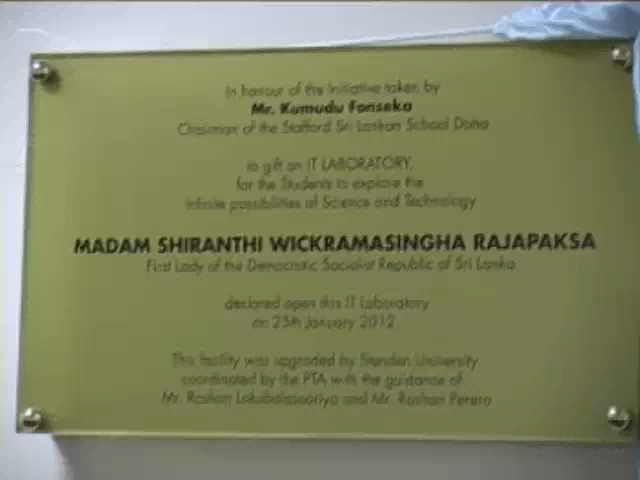 In honour of the Initiative taken by
Mr. Kumudu Fonseka
Chairman of the Stafford Sri Lankan School Doha
to gift an IT LABORATORY,
for the Students to explore the
infinite possibilities of Science and Technology
MADAM SHIRANTHI WICKRAMASINGHA RAJAPAKSA
First Lady of the Democratic Socialist Republic of Sri Lanka
declared open this IT Laboratory
on 25th January 2012
This facility was upgraded by Stenden University
coordinated by the PTA with the guidance of
Mr. Roshan Lokubalasooriya and Mr. Roshan Perera